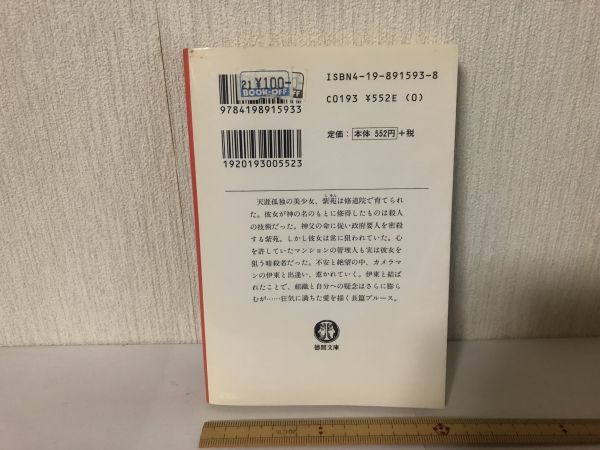 ISBN4-19-891593-8
C0193 ¥552E (0)
定価：本体 552円+税
21 ¥100-
BOOK-OFF
9784198915933
1920193005523
しおん
天涯孤独の美少女、紫苑は修道院で育てられ
た。彼女が神の名のもとに修得したものは殺人
の技術だった。神父の命に従い政府要人を密殺
する紫苑。しかし彼女は常に狙われていた。心
を許していたマンションの管理人も実は彼女を
狙う暗殺者だった。不安と絶望の中、カメラマ
ンの伊東と出逢い、惹かれていく。伊東と結ば
れたことで、組織と自分への疑念はさらに膨ら
むが……狂気に満ちた愛を描く長篇ブルース。
徳間文庫